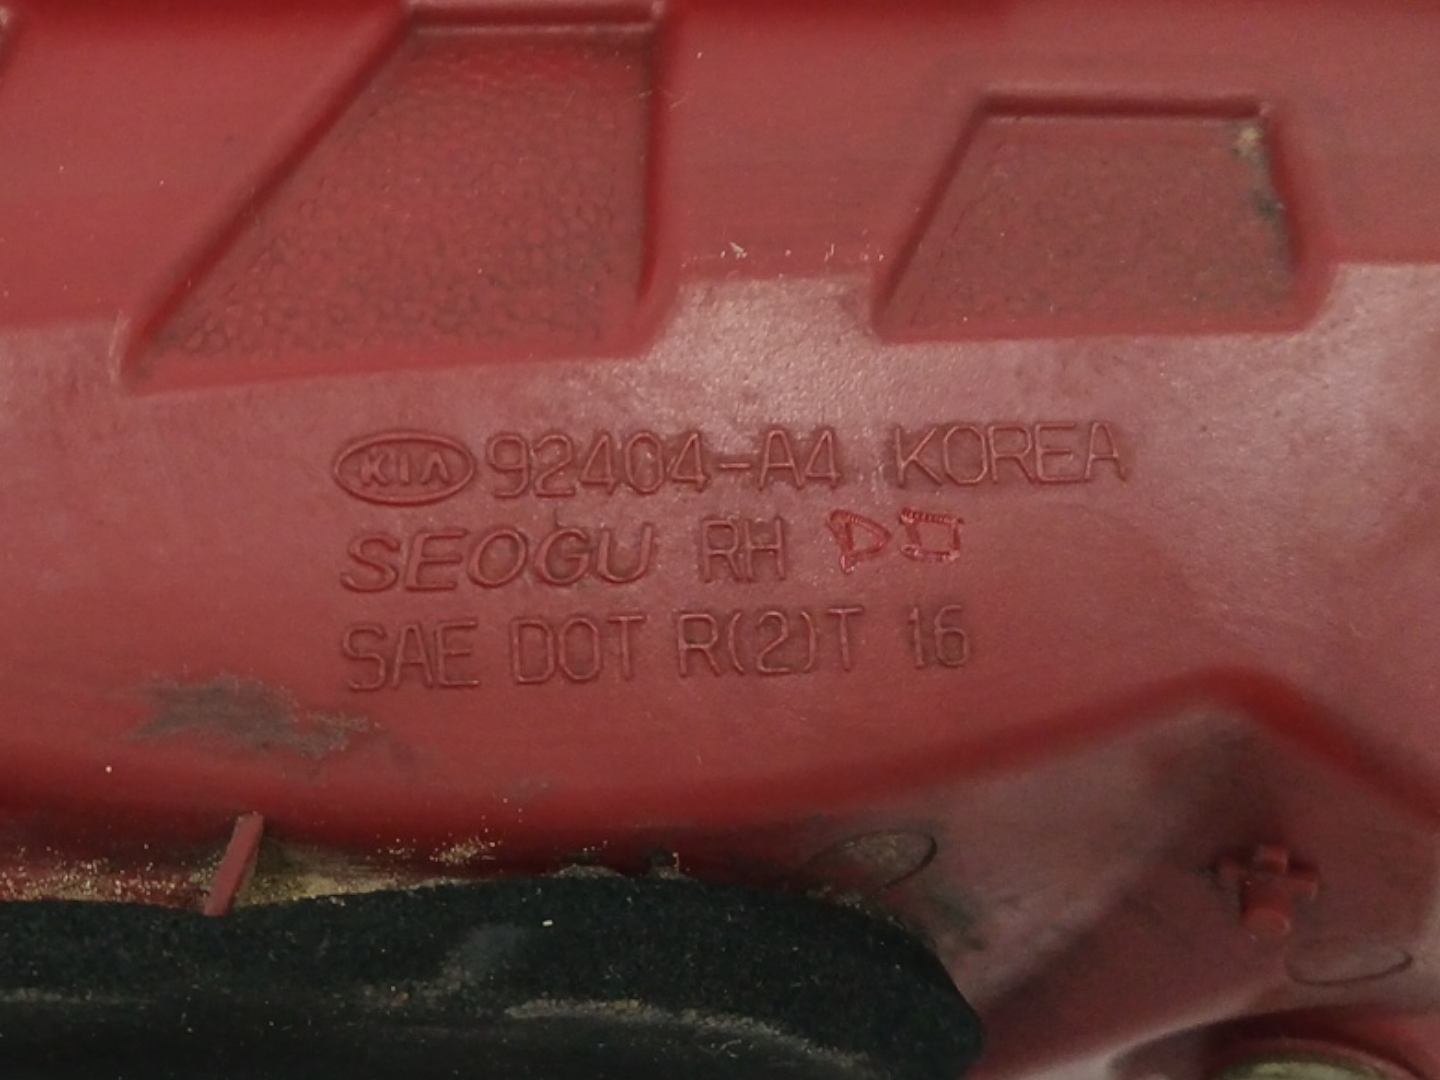 KIA 92404-A4 KOREA
SEOGU RH
SAE DOT R(2)T 16